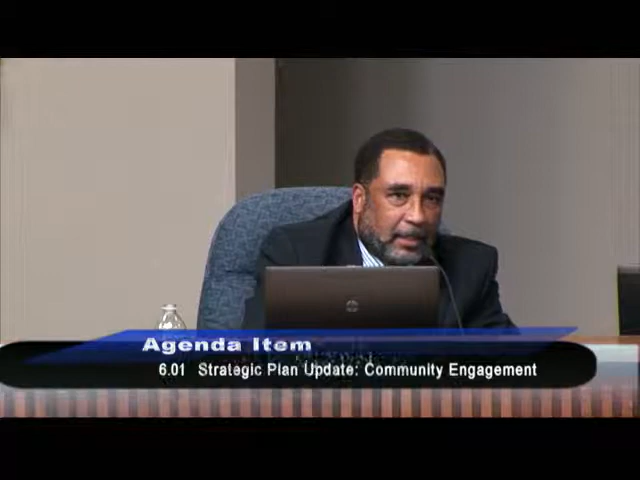 Agenda Item
6.01 Strategic Plan Update: Community Engagement